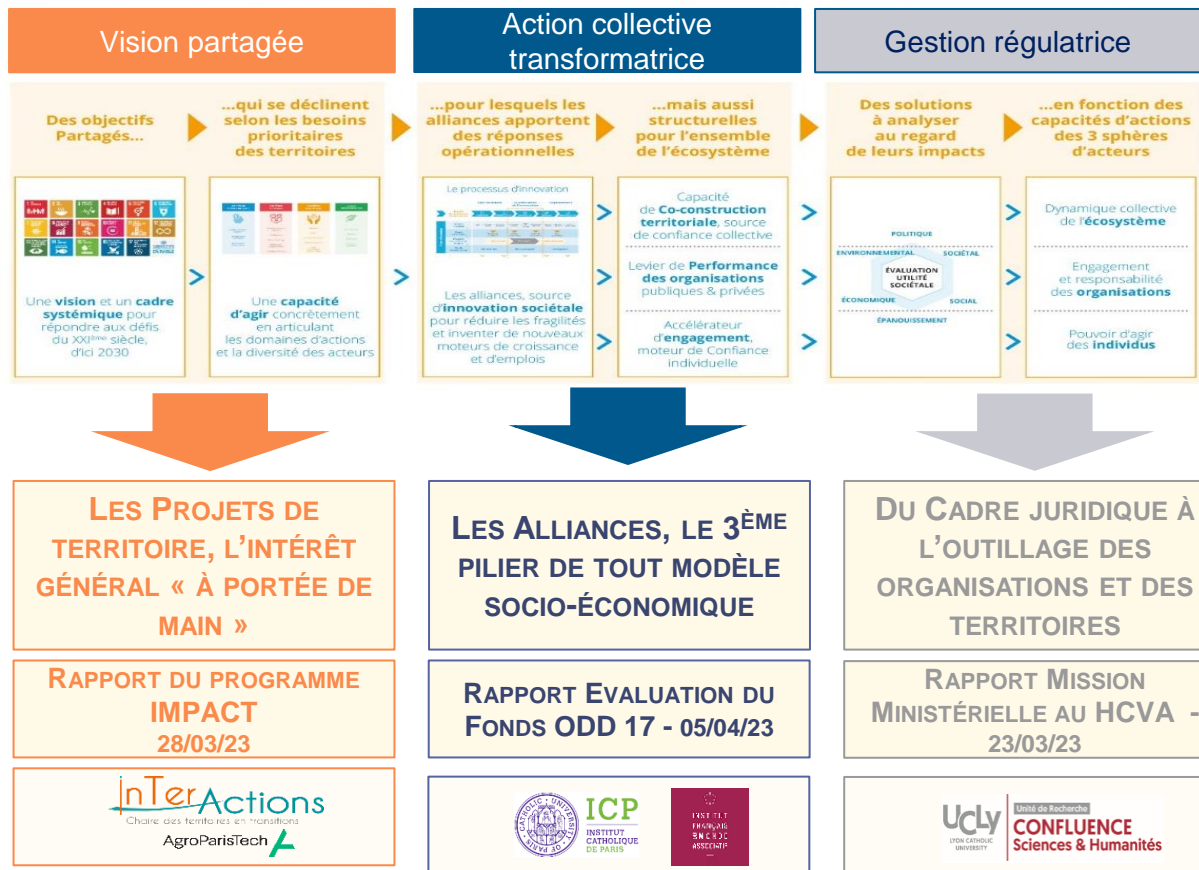 Vision partagée
Action collective
transformatrice
Gestion régulatrice
Des objectifs
Partagés...
...qui se déclinent
selon les besoins
prioritaires
des territoires
...pour lesquels les
alliances apportent
des réponses
opérationnelles
...mais aussi
structurelles
pour l'ensemble
de l'écosystème
Des solutions
à analyser
au regard
de leurs impacts
...en fonction des
capacités d'actions
des 3 sphères
d'acteurs
Une vision et un cadre
systémique pour
répondre aux défis
du XXIème siècle,
d'ici 2030
Une capacité
d'agir concrètement
en articulant
les domaines d'actions
et la diversité des acteurs
Le processus d'innovation
Les alliances, source
d'innovation sociétale
pour réduire les fragilités
et inventer de nouveaux
moteurs de croissance
et d'emplois
Capacité
de Co-construction
territoriale, source
de confiance collective
Levier de Performance
des organisations
publiques & privées
Accélérateur
d'engagement,
moteur de Confiance
individuelle
POLITIQUE
ENVIRONNEMENTAL
SOCIÉTAL
ÉVALUATION
UTILITÉ
SOCIÉTALE
ÉCONOMIQUE
SOCIAL
ÉPANOUISSEMENT
Dynamique collective
de l'écosystème
Engagement
et responsabilité
des organisations
Pouvoir d'agir
des individus
LES PROJETS DE
TERRITOIRE, L'INTÉRÊT
GÉNÉRAL « À PORTÉE DE
MAIN »
LES ALLIANCES, LE 3ÈME
PILIER DE TOUT MODÈLE
SOCIO-ÉCONOMIQUE
DU CADRE JURIDIQUE À
L'OUTILLAGE DES
ORGANISATIONS ET DES
TERRITOIRES
RAPPORT DU PROGRAMME
IMPACT
28/03/23
RAPPORT EVALUATION DU
FONDS ODD 17 - 05/04/23
RAPPORT MISSION
MINISTÉRIELLE AU HCVA -
23/03/23
InTerActions
Chaire des territoires en transitions
AgroParisTech
CATHOLIC UNIVERSITY OF PARIS
ICP
INSTITUT
CATHOLIQUE
DE PARIS
INSTITUT
FRANÇAIS
ASSOCIATIF
UCLy
LYON CATHOLIC
UNIVERSITY
Unité de Recherche
CONFLUENCE
Sciences & Humanités